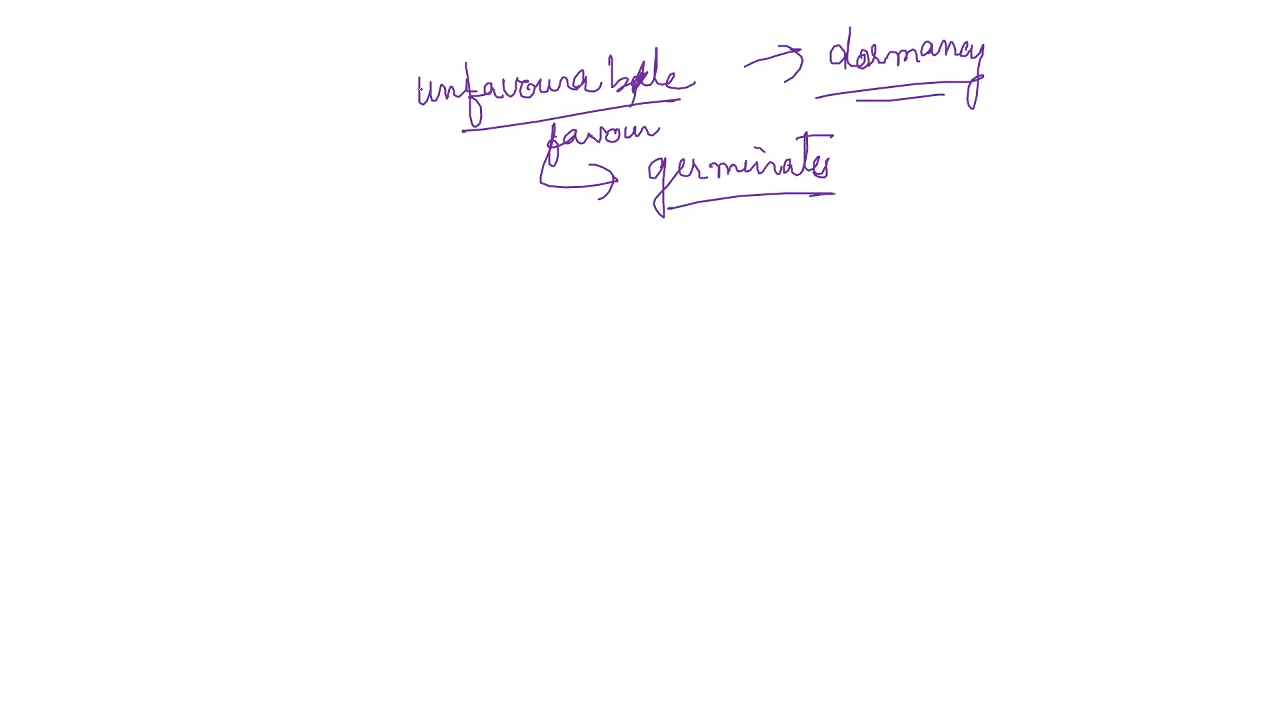 unfavourable → dormancy
favour
→ germinates